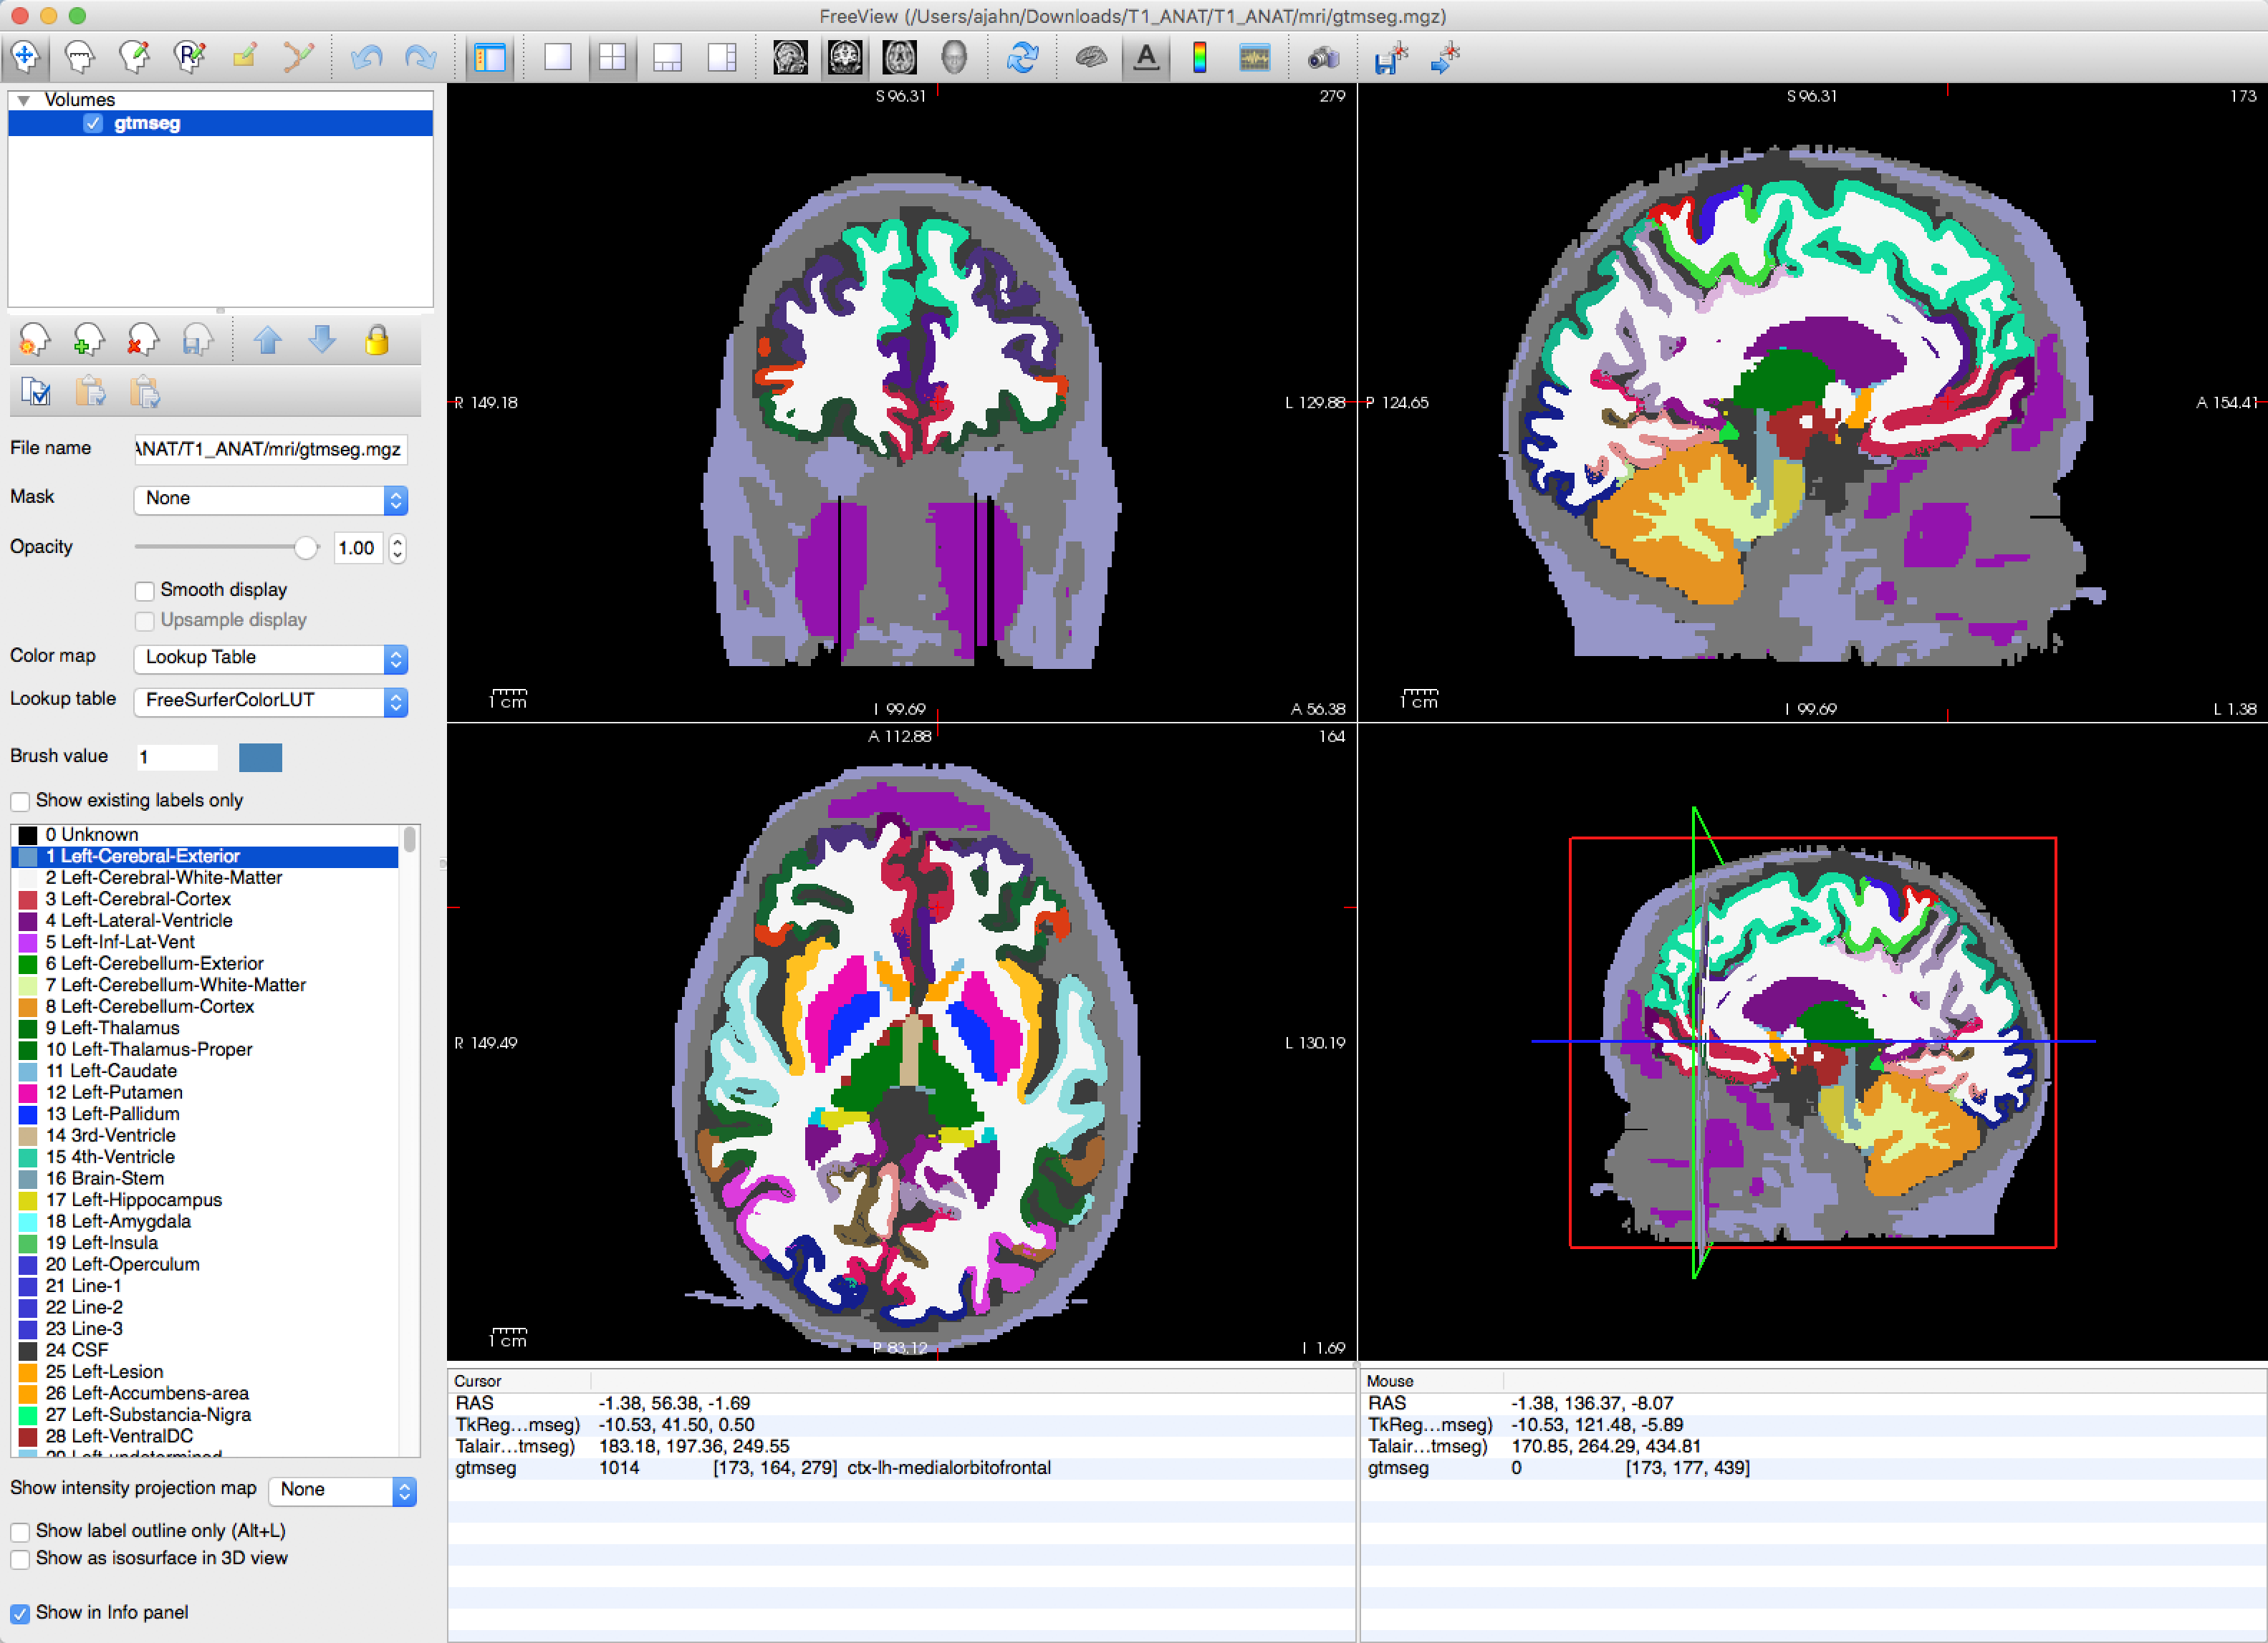 FreeView (/Users/ajahn/Downloads/T1_ANAT/T1_ANAT/mri/gtmseg.mgz)
Volumes
gtmseg
File name
ANAT/T1_ANAT/mri/gtmseg.mgz
Mask
None
Opacity
1.00
Smooth display
Upsample display
Color map
Lookup Table
Lookup table
FreeSurferColorLUT
Brush value
1
Show existing labels only
0 Unknown
1 Left-Cerebral-Exterior
2 Left-Cerebral-White-Matter
3 Left-Cerebral-Cortex
4 Left-Lateral-Ventricle
5 Left-Inf-Lat-Vent
6 Left-Cerebellum-Exterior
7 Left-Cerebellum-White-Matter
8 Left-Cerebellum-Cortex
9 Left-Thalamus
10 Left-Thalamus-Proper
11 Left-Caudate
12 Left-Putamen
13 Left-Pallidum
14 3rd-Ventricle
15 4th-Ventricle
16 Brain-Stem
17 Left-Hippocampus
18 Left-Amygdala
19 Left-Insula
20 Left-Operculum
21 Line-1
22 Line-2
23 Line-3
24 CSF
25 Left-Lesion
26 Left-Accumbens-area
27 Left-Substancia-Nigra
28 Left-VentralDC
29 Left-undetermined
Show intensity projection map
None
Show label outline only (Alt+L)
Show as isosurface in 3D view
Show in Info panel
S 96.31
279
R 149.18
L 129.88
1 cm
I 99.69
A 56.38
S 96.31
173
P 124.65
A 154.41
1 cm
I 99.69
L 1.38
A 112.88
164
R 149.49
L 130.19
1 cm
P 83.12
I 1.69
Cursor
RAS -1.38, 56.38, -1.69
TkReg...mseg) -10.53, 41.50, 0.50
Talair...tmseg) 183.18, 197.36, 249.55
gtmseg 1014 [173, 164, 279] ctx-lh-medialorbitofrontal
Mouse
RAS -1.38, 136.37, -8.07
TkReg...mseg) -10.53, 121.48, -5.89
Talair...tmseg) 170.85, 264.29, 434.81
gtmseg 0 [173, 177, 439]